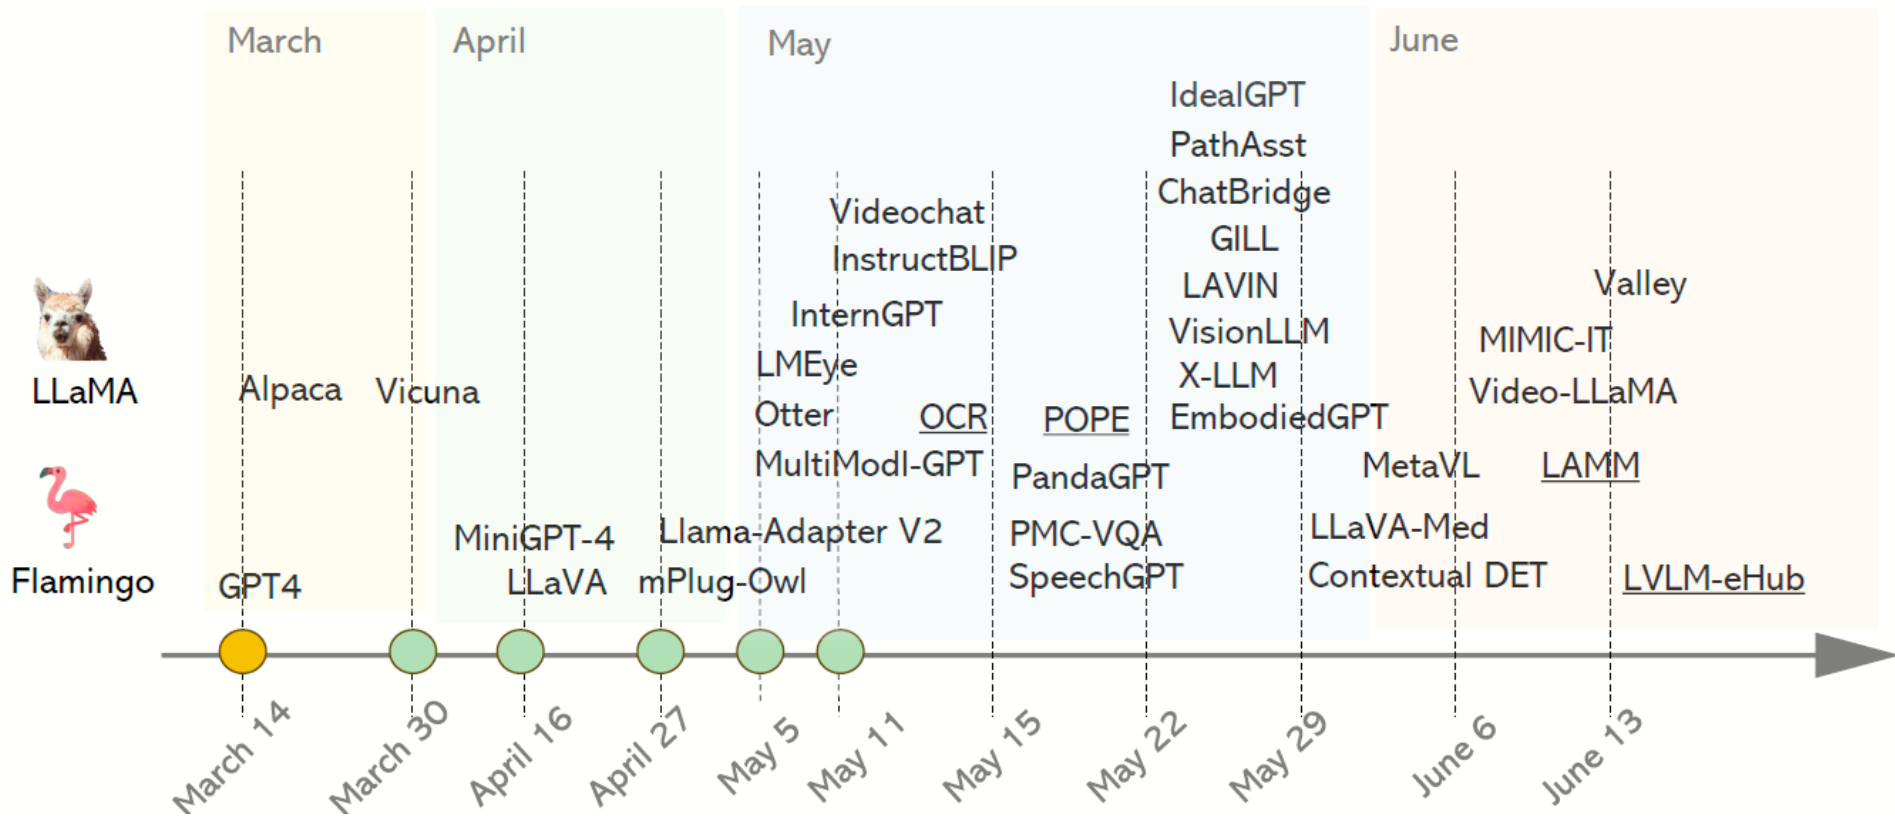 March
April
May
June
IdealGPT
PathAsst
ChatBridge
Videochat
GILL
InstructBLIP
LAVIN
Valley
InternGPT
VisionLLM
MIMIC-IT
LMEye
X-LLM
LLaMA
Alpaca
Vicuna
Video-LLaMA
Otter
OCR
POPE
EmbodiedGPT
MultiModl-GPT
PandaGPT
MetaVL
LAMM
MiniGPT-4
Llama-Adapter V2
PMC-VQA
LLaVA-Med
Flamingo
GPT4
LLaVA
mPlug-Owl
SpeechGPT
Contextual DET
LVLM-eHub
March 14
March 30
April 16
April 27
May 5
May 11
May 15
May 22
May 29
June 6
June 13